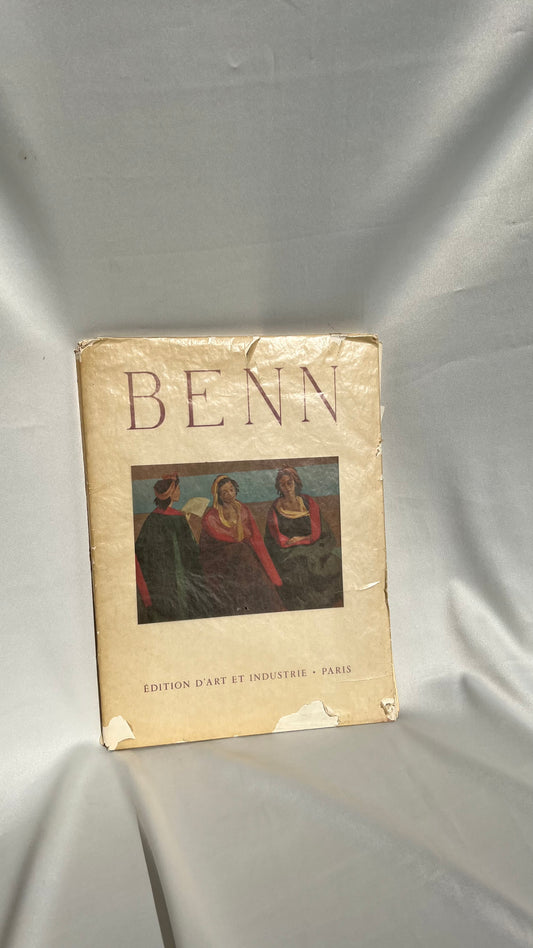 BENN
ÉDITION D'ART ET INDUSTRIE • PARIS